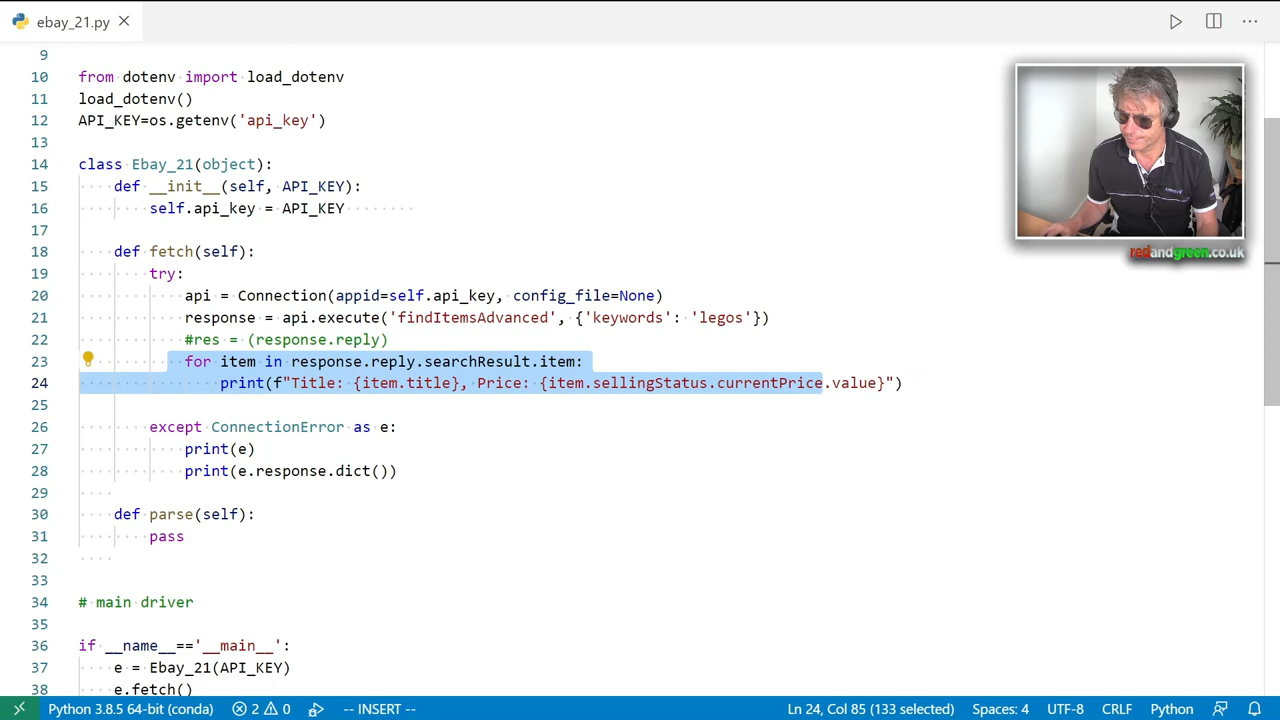 ebay_21.py
9
10 from dotenv import load_dotenv
11 load_dotenv()
12 API_KEY=os.getenv('api_key')
13
14 class Ebay_21(object):
15 def __init__(self, API_KEY):
16 self.api_key = API_KEY
17
18 def fetch(self):
19 try:
20 api = Connection(appid=self.api_key, config_file=None)
21 response = api.execute('findItemsAdvanced', {'keywords': 'legos'})
22 #res = (response.reply)
23 for item in response.reply.searchResult.item:
24 print(f"Title: {item.title}, Price: {item.sellingStatus.currentPrice.value}")
25
26 except ConnectionError as e:
27 print(e)
28 print(e.response.dict())
29
30 def parse(self):
31 pass
32
33
34 # main driver
35
36 if __name__=='__main__':
37 e = Ebay_21(API_KEY)
38 e.fetch()
redandgreen.co.uk
Python 3.8.5 64-bit (conda) 2 0 -- INSERT -- Ln 24, Col 85 (133 selected) Spaces: 4 UTF-8 CRLF Python